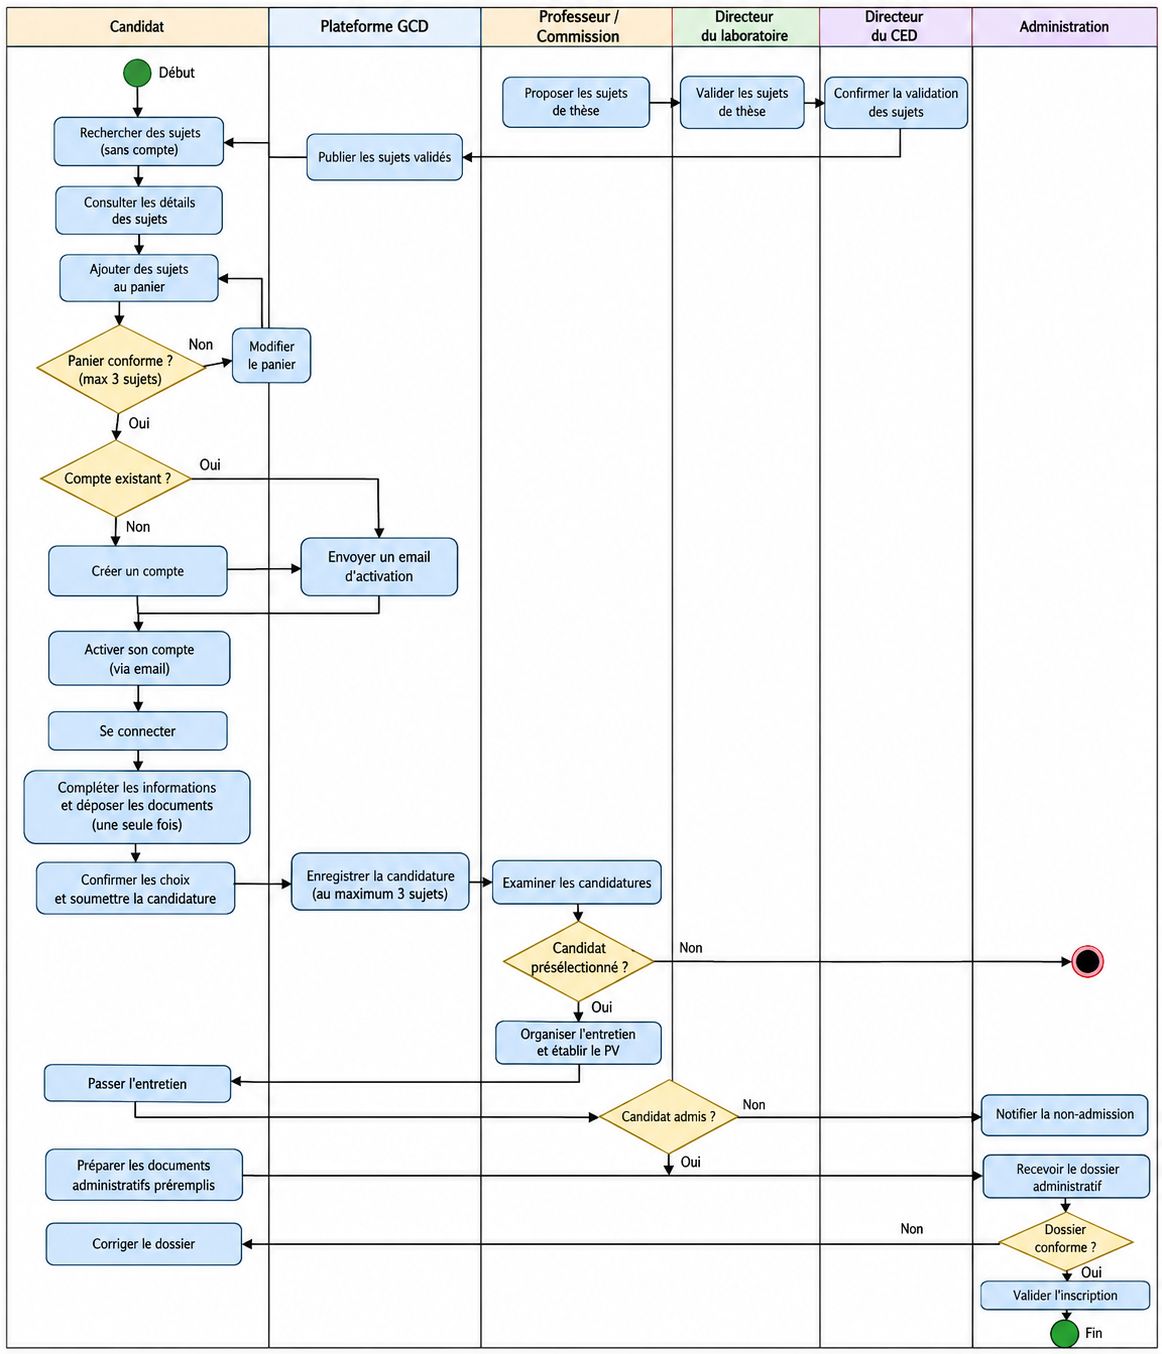 Candidat
Plateforme GCD
Professeur /
Commission
Directeur
du laboratoire
Directeur
du CED
Administration
Début
Proposer les sujets
de thèse
Valider les sujets
de thèse
Confirmer la validation
des sujets
Rechercher des sujets
(sans compte)
Publier les sujets validés
Consulter les détails
des sujets
Ajouter des sujets
au panier
Panier conforme ?
(max 3 sujets)
Non
Modifier
le panier
Oui
Compte existant ?
Oui
Non
Créer un compte
Envoyer un email
d'activation
Activer son compte
(via email)
Se connecter
Compléter les informations
et déposer les documents
(une seule fois)
Confirmer les choix
et soumettre la candidature
Enregistrer la candidature
(au maximum 3 sujets)
Examiner les candidatures
Candidat
présélectionné ?
Non
Oui
Organiser l'entretien
et établir le PV
Passer l'entretien
Candidat admis ?
Non
Notifier la non-admission
Oui
Préparer les documents
administratifs préremplis
Recevoir le dossier
administratif
Corriger le dossier
Non
Dossier
conforme ?
Oui
Valider l'inscription
Fin